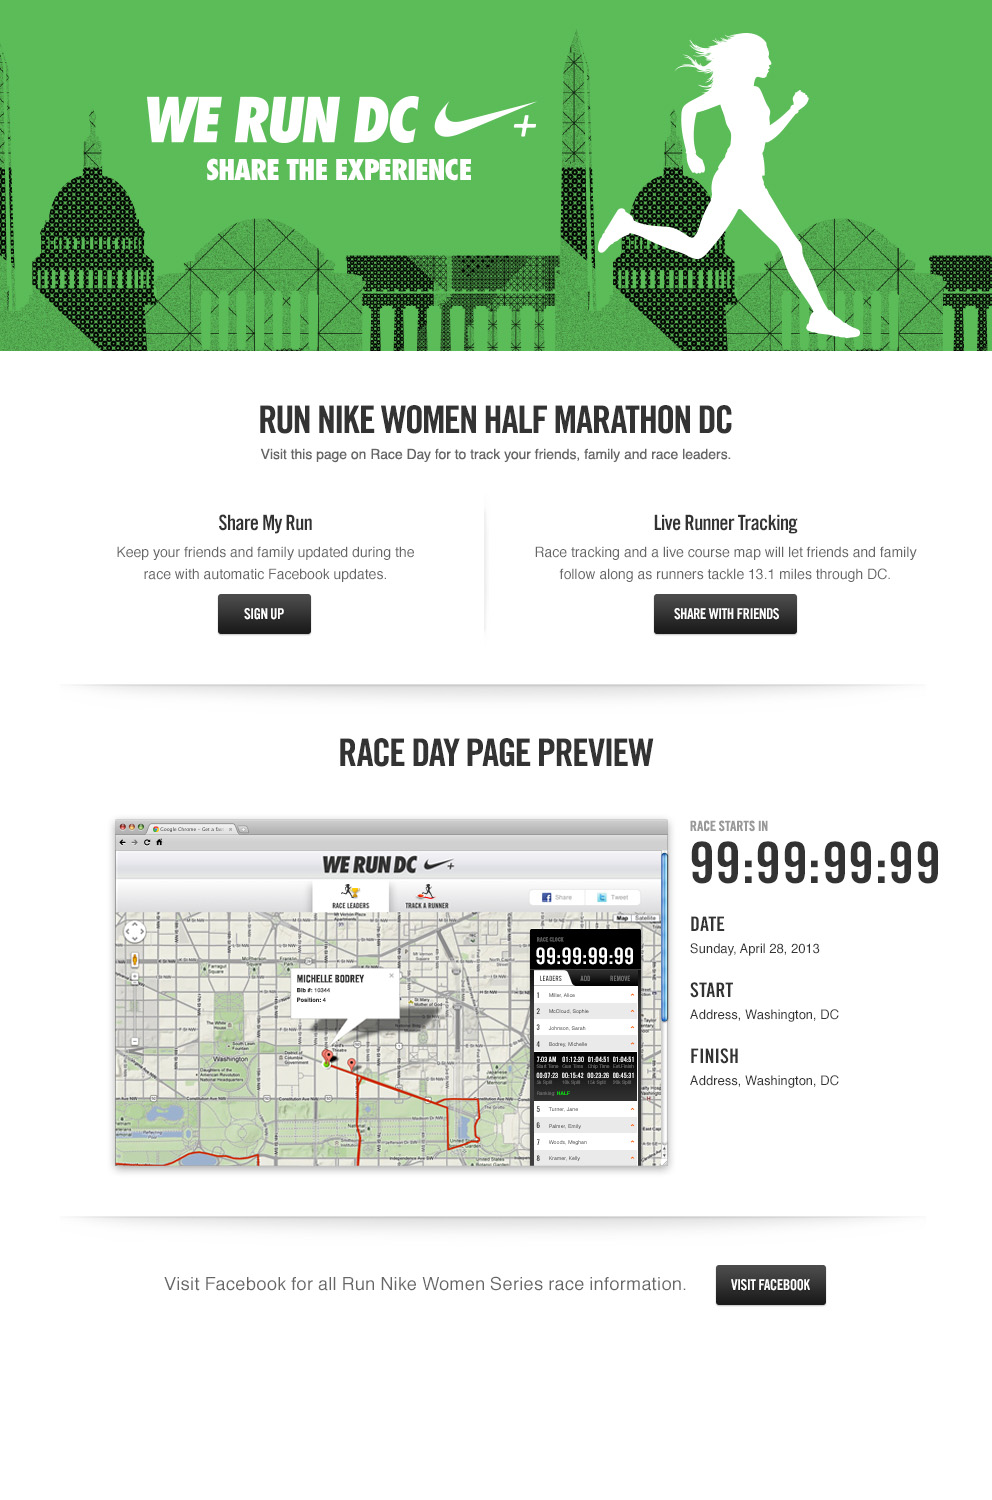 WE RUN DC +
SHARE THE EXPERIENCE
RUN NIKE WOMEN HALF MARATHON DC
Visit this page on Race Day for to track your friends, family and race leaders.
Share My Run
Keep your friends and family updated during the
race with automatic Facebook updates.
SIGN UP
Live Runner Tracking
Race tracking and a live course map will let friends and family
follow along as runners tackle 13.1 miles through DC.
SHARE WITH FRIENDS
RACE DAY PAGE PREVIEW
WE RUN DC +
RACE LEADERS
TRACK A RUNNER
Share
Tweet
Map
Satellite
MICHELLE BODREY
Bib #: 10344
Position: 4
Washington
The White
House
RACE CLOCK
99:99:99:99
LEADERS ADD REMOVE
1 Miller, Alice
2 McCloud, Sophie
3 Johnson, Sarah
4 Bodrey, Michelle
7:03 AM 01:12:30 01:04:51 01:04:51
00:07:23 00:15:42 00:23:26 00:45:31
5 Turner, Jane
6 Palmer, Emily
7 Woods, Meghan
8 Kramer, Kelly
RACE STARTS IN
99:99:99:99
DATE
Sunday, April 28, 2013
START
Address, Washington, DC
FINISH
Address, Washington, DC
Visit Facebook for all Run Nike Women Series race information.
VISIT FACEBOOK